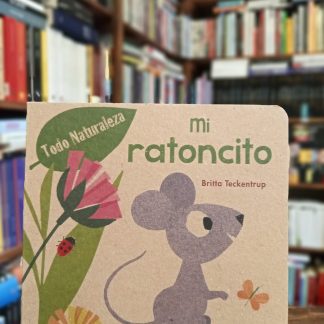 Todo Naturaleza
mi
ratoncito
Britta Teckentrup